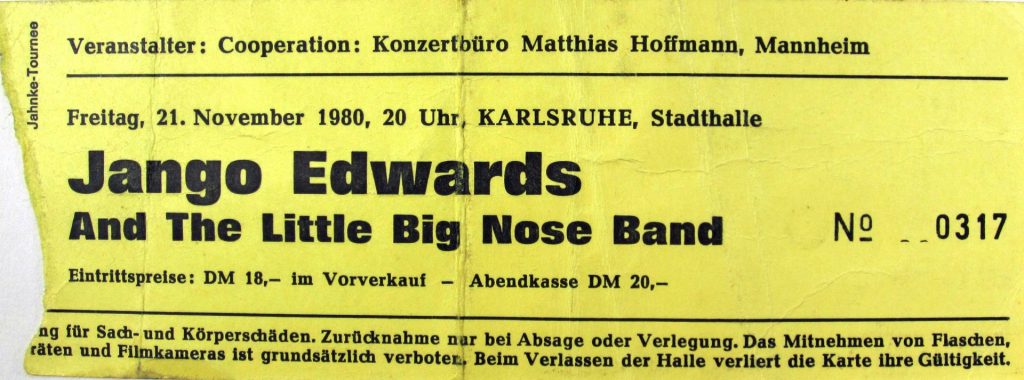 Jahnke-Tournee
Veranstalter: Cooperation: Konzertbüro Matthias Hoffmann, Mannheim
Freitag, 21. November 1980, 20 Uhr, KARLSRUHE, Stadthalle
Jango Edwards
And The Little Big Nose Band
Nº 0317
Eintrittspreise: DM 18,– im Vorverkauf – Abendkasse DM 20,–
ng für Sach- und Körperschäden. Zurücknahme nur bei Absage oder Verlegung. Das Mitnehmen von Flaschen,
räten und Filmkameras ist grundsätzlich verboten. Beim Verlassen der Halle verliert die Karte ihre Gültigkeit.